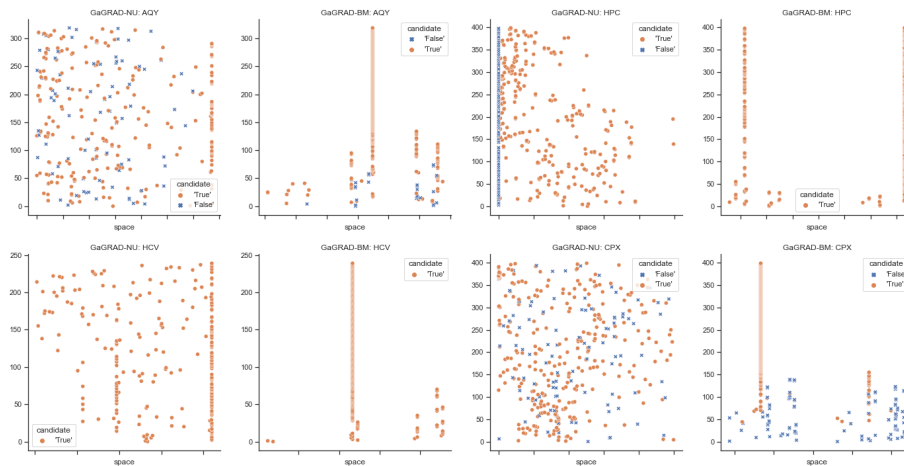 GaGRAD-NU: AQY
candidate
'True'
'False'
300
250
200
150
100
50
0
space
GaGRAD-BM: AQY
candidate
'False'
'True'
300
250
200
150
100
50
0
space
GaGRAD-NU: HPC
candidate
'True'
'False'
400
350
300
250
200
150
100
50
0
space
GaGRAD-BM: HPC
candidate
'True'
400
350
300
250
200
150
100
50
0
space
GaGRAD-NU: HCV
candidate
'True'
250
200
150
100
50
0
space
GaGRAD-BM: HCV
candidate
'True'
250
200
150
100
50
0
space
GaGRAD-NU: CPX
candidate
'False'
'True'
400
350
300
250
200
150
100
50
0
space
GaGRAD-BM: CPX
candidate
'False'
'True'
400
350
300
250
200
150
100
50
0
space